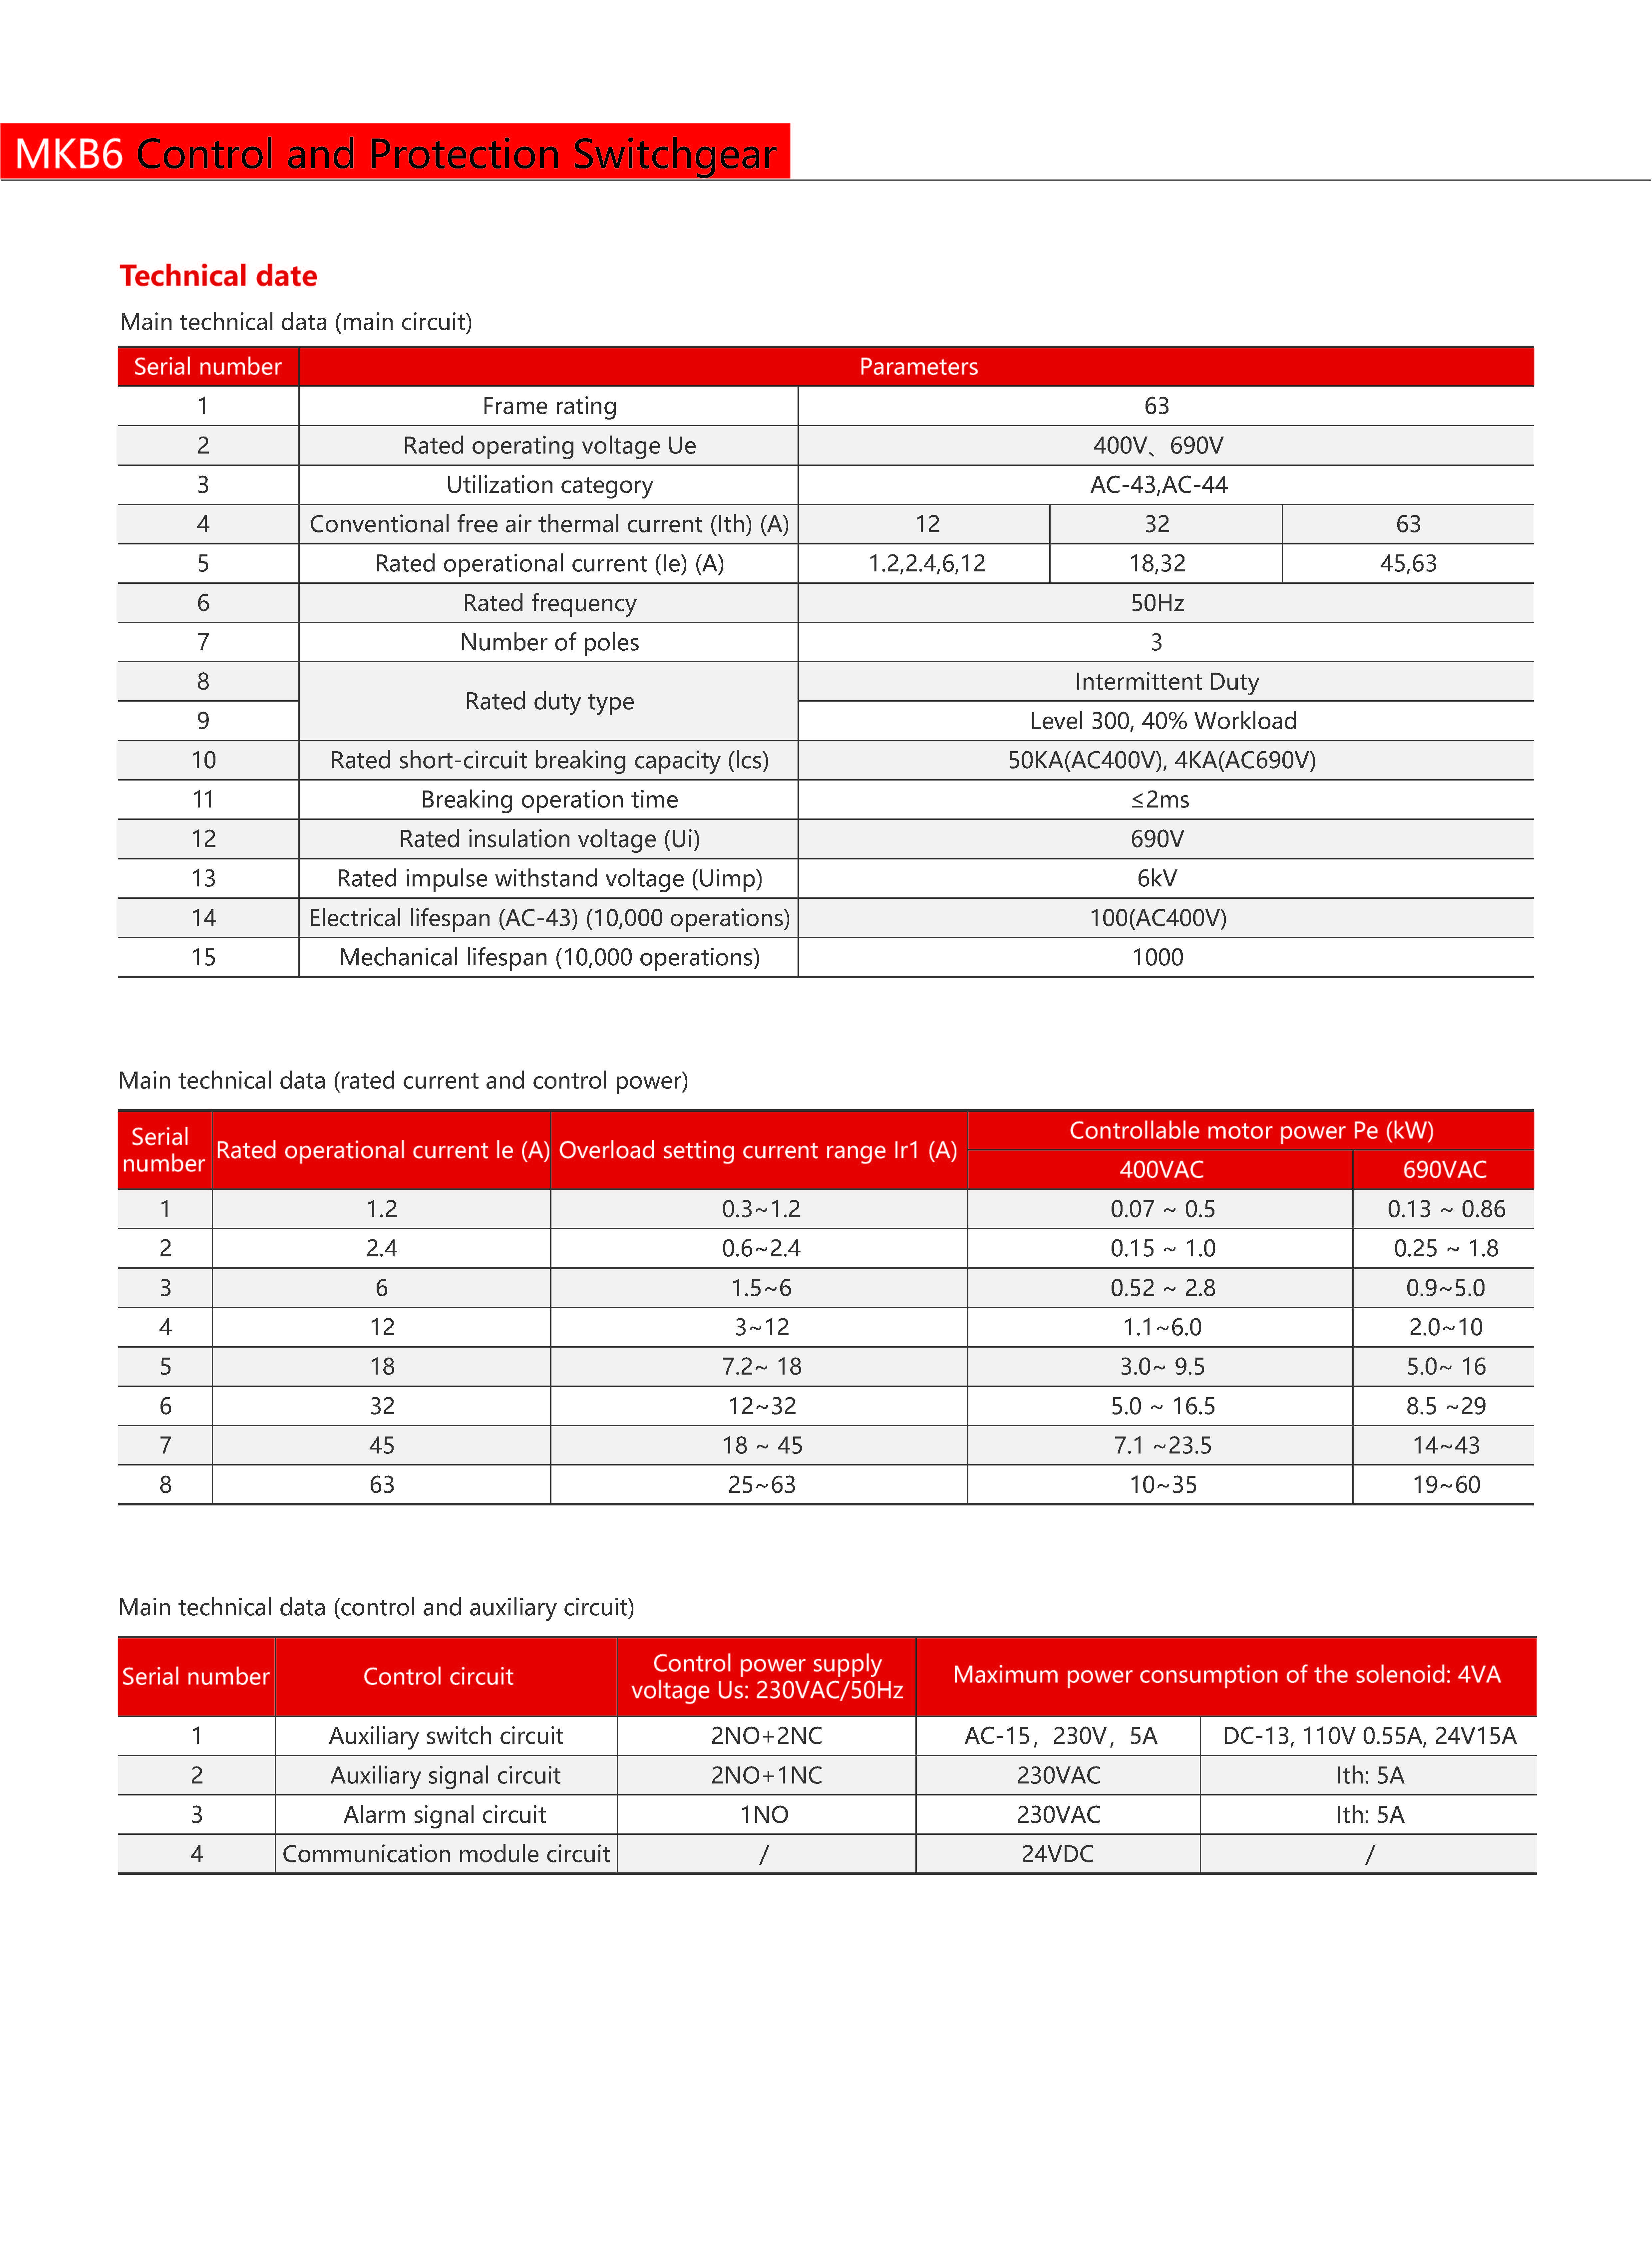 MKB6 Control and Protection Switchgear
Technical date
Main technical data (main circuit)
Serial number Parameters
1 Frame rating 63
2 Rated operating voltage Ue 400V、690V
3 Utilization category AC-43,AC-44
4 Conventional free air thermal current (Ith) (A) 12 32 63
5 Rated operational current (Ie) (A) 1.2,2.4,6,12 18,32 45,63
6 Rated frequency 50Hz
7 Number of poles 3
8 Rated duty type Intermittent Duty
9 Level 300, 40% Workload
10 Rated short-circuit breaking capacity (Ics) 50KA(AC400V), 4KA(AC690V)
11 Breaking operation time ≤2ms
12 Rated insulation voltage (Ui) 690V
13 Rated impulse withstand voltage (Uimp) 6kV
14 Electrical lifespan (AC-43) (10,000 operations) 100(AC400V)
15 Mechanical lifespan (10,000 operations) 1000
Main technical data (rated current and control power)
Serial number Rated operational current Ie (A) Overload setting current range Ir1 (A) Controllable motor power Pe (kW)
400VAC 690VAC
1 1.2 0.3~1.2 0.07 ~ 0.5 0.13 ~ 0.86
2 2.4 0.6~2.4 0.15 ~ 1.0 0.25 ~ 1.8
3 6 1.5~6 0.52 ~ 2.8 0.9~5.0
4 12 3~12 1.1~6.0 2.0~10
5 18 7.2~ 18 3.0~ 9.5 5.0~ 16
6 32 12~32 5.0 ~ 16.5 8.5 ~29
7 45 18 ~ 45 7.1 ~23.5 14~43
8 63 25~63 10~35 19~60
Main technical data (control and auxiliary circuit)
Serial number Control circuit Control power supply voltage Us: 230VAC/50Hz Maximum power consumption of the solenoid: 4VA
1 Auxiliary switch circuit 2NO+2NC AC-15，230V，5A DC-13, 110V 0.55A, 24V15A
2 Auxiliary signal circuit 2NO+1NC 230VAC Ith: 5A
3 Alarm signal circuit 1NO 230VAC Ith: 5A
4 Communication module circuit / 24VDC /